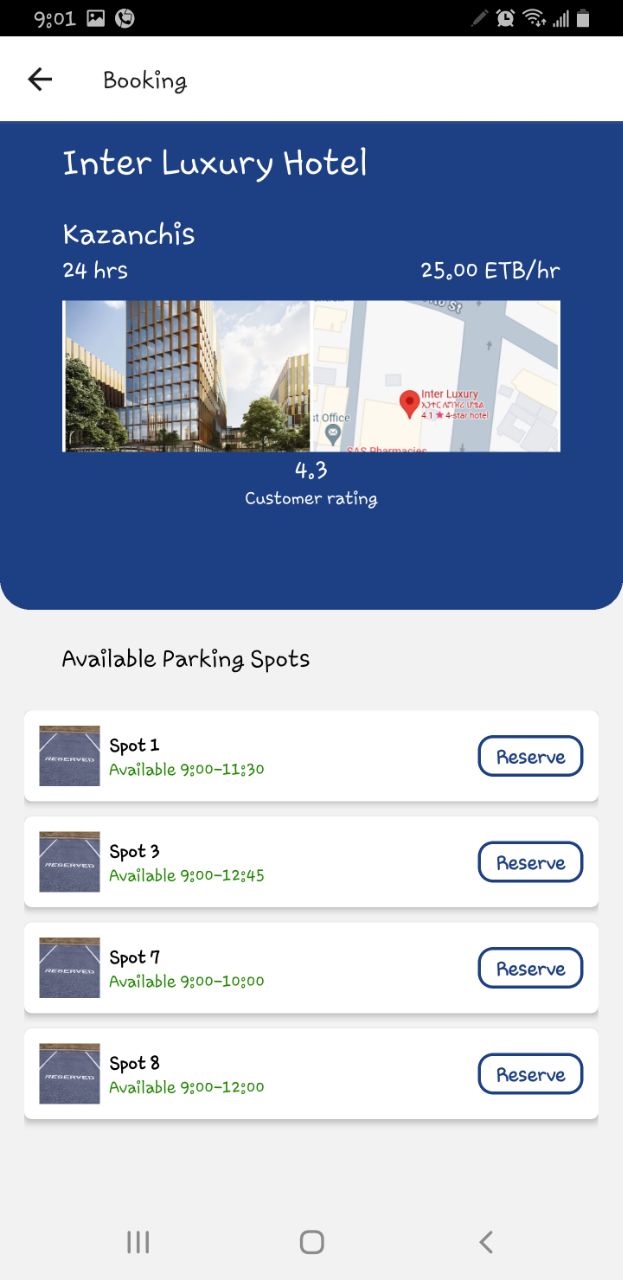 9:01
Booking
Inter Luxury Hotel
Kazanchis
24 hrs
25.00 ETB/hr
Inter Luxury
እንተር ለግዠሪ ሆቴል
4.1 ★ 4-star hotel
st Office
SAS Pharmacies
4.3
Customer rating
Available Parking Spots
RESERVED
Spot 1
Available 9:00-11:30
Reserve
RESERVED
Spot 3
Available 9:00-12:45
Reserve
RESERVED
Spot 7
Available 9:00-10:00
Reserve
RESERVED
Spot 8
Available 9:00-12:00
Reserve